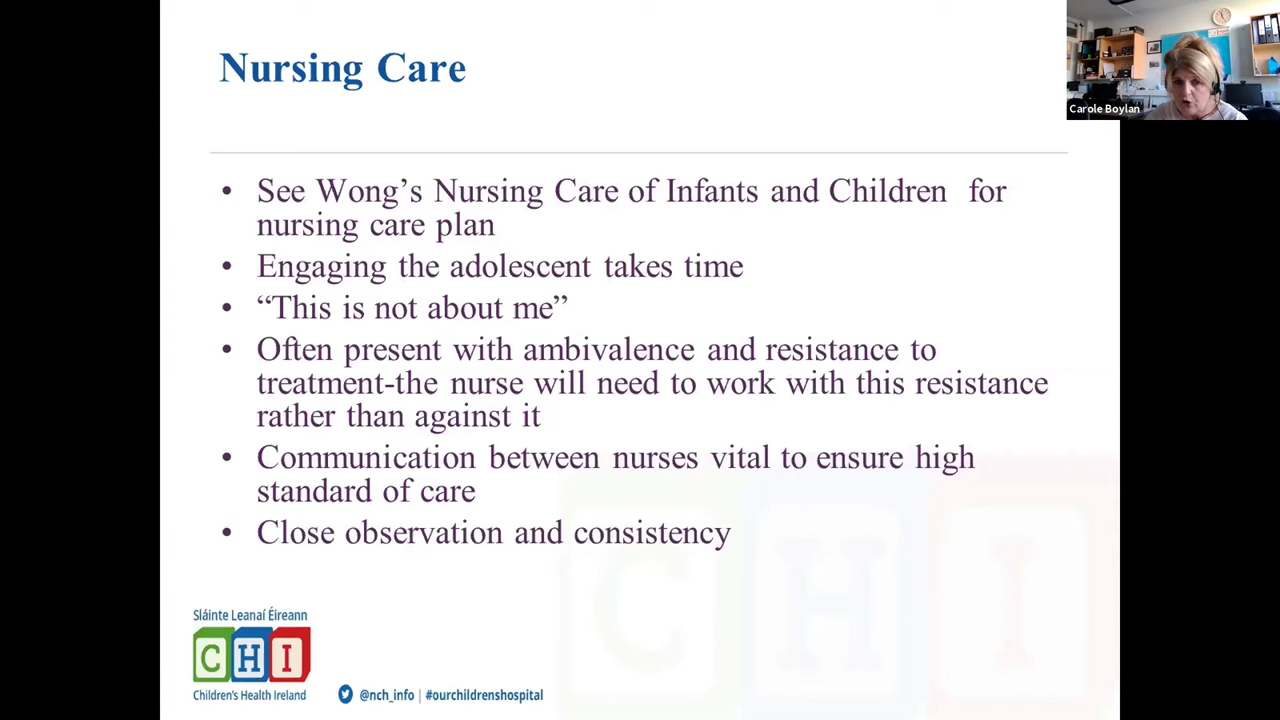 Nursing Care
Carole Boylan
• See Wong's Nursing Care of Infants and Children for
nursing care plan
• Engaging the adolescent takes time
• “This is not about me”
• Often present with ambivalence and resistance to
treatment-the nurse will need to work with this resistance
rather than against it
• Communication between nurses vital to ensure high
standard of care
• Close observation and consistency
Sláinte Leanaí Éireann
CHI
Children's Health Ireland
@nch_info | #ourchildrenshospital
CHI